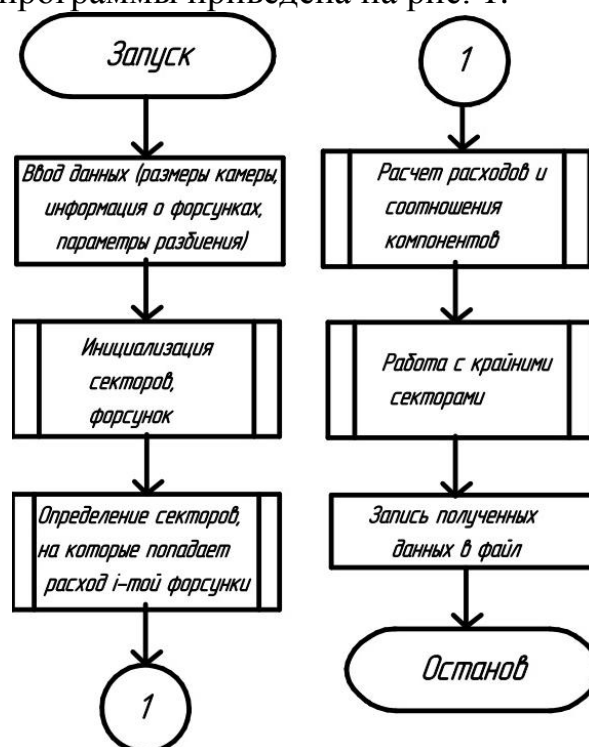 программы приведена на рис. 1.
Запуск
Ввод данных (размеры камеры,
информация о форсунках,
параметры разбиения)
Инициализация
секторов,
форсунок
Определение секторов,
на которые попадает
расход i-той форсунки
1
1
Расчет расходов и
соотношения
компонентов
Работа с крайними
секторами
Запись полученных
данных в файл
Останов